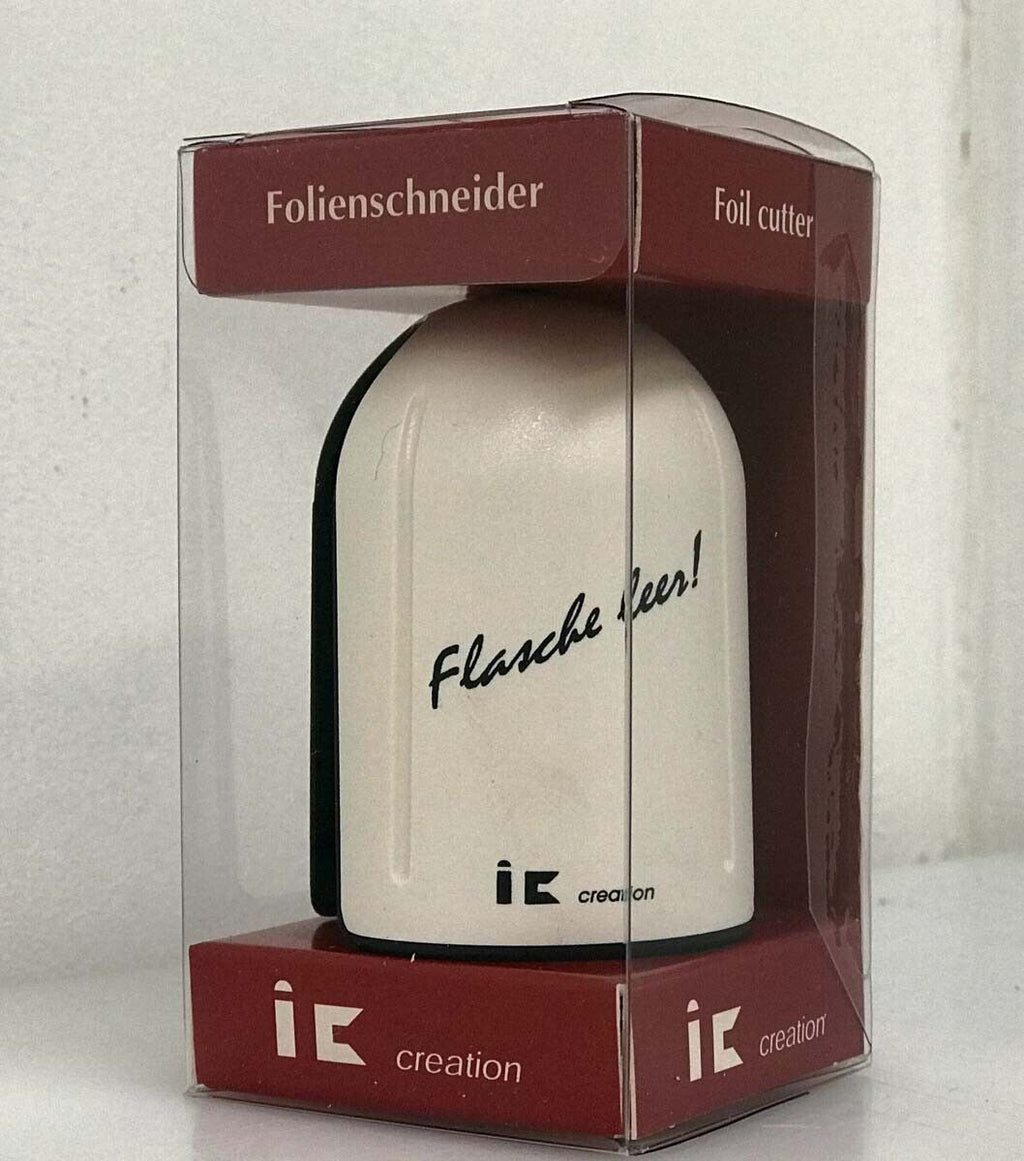 Folienschneider
Foil cutter
Flasche leer!
ic creation
ic creation
ic creation